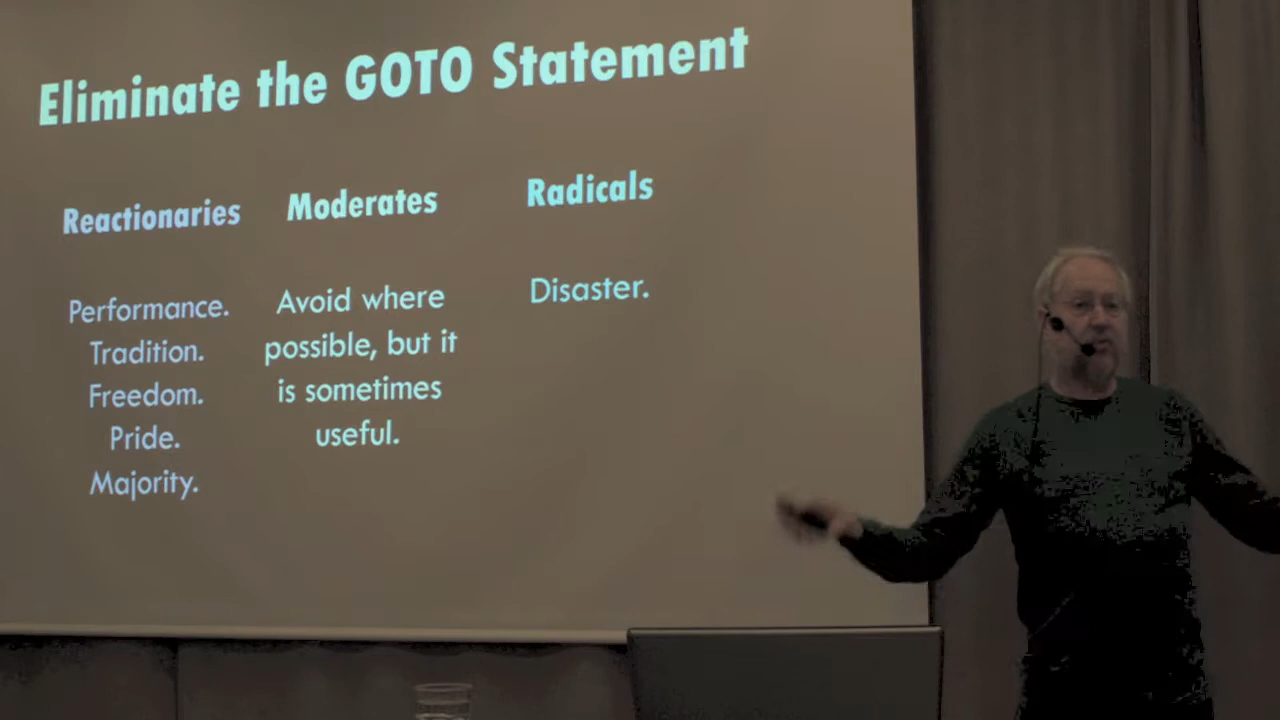 Eliminate the GOTO Statement
Reactionaries
Performance.
Tradition.
Freedom.
Pride.
Majority.
Moderates
Avoid where
possible, but it
is sometimes
useful.
Radicals
Disaster.